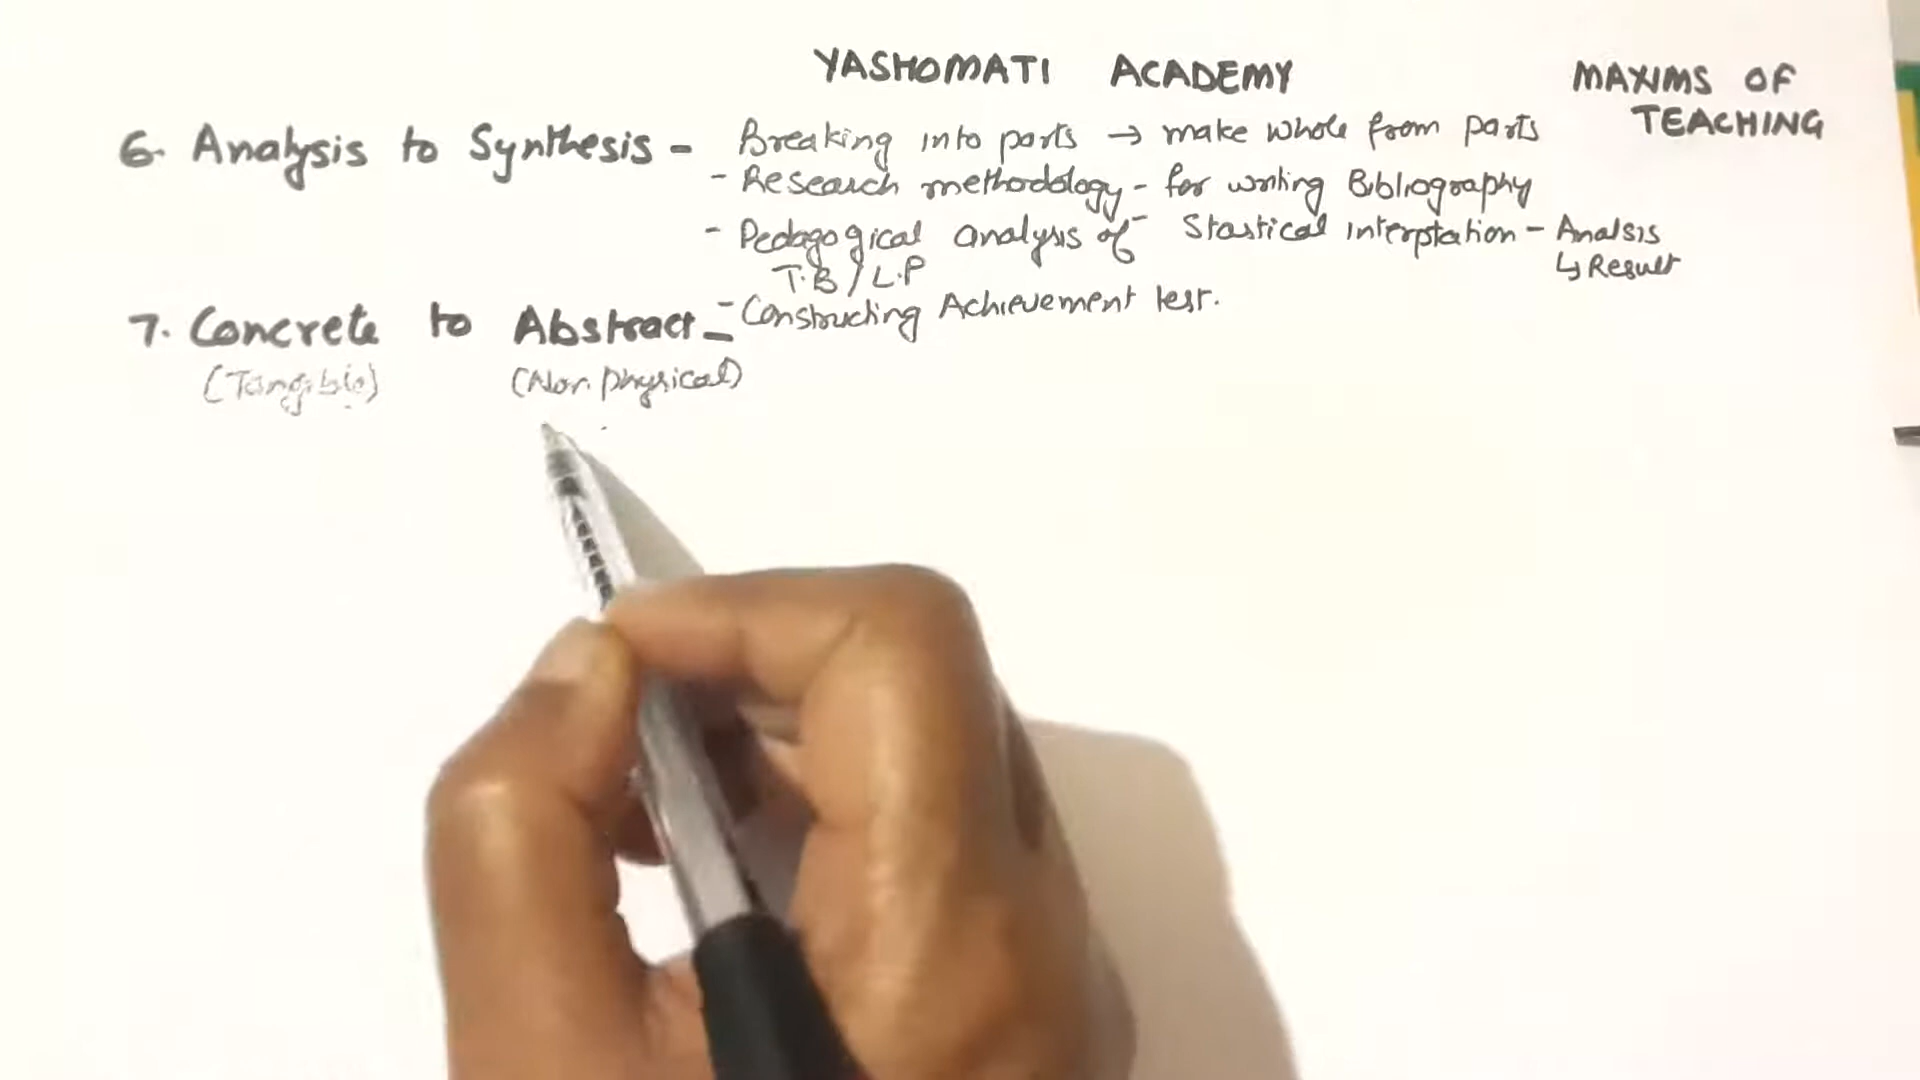 YASHOMATI ACADEMY
MAXIMS OF
TEACHING
6. Analysis to Synthesis - Breaking into parts → make whole from parts
- Research methodology - for writing Bibliography
- Pedagogical analysis of - Stastical interptation - Analsis
T.B / L.P ↳ Result
7. Concrete to Abstract - - Constructing Achievement test.
(Tangible) (Non physical)